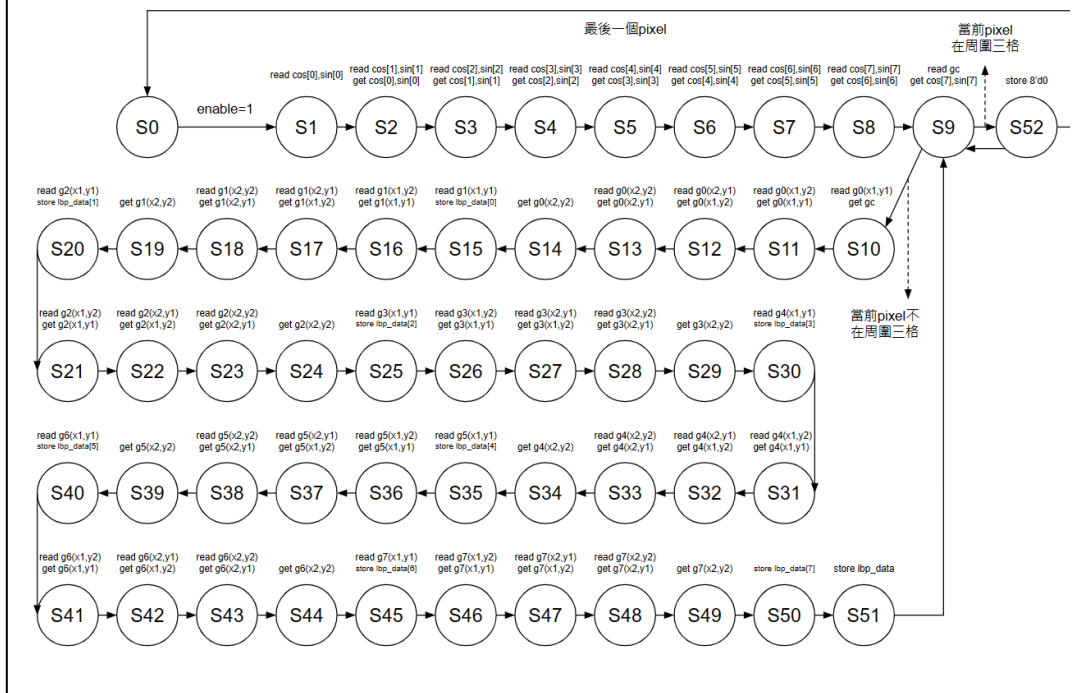 最後一個pixel
當前pixel
在周圍三格
enable=1
read cos[0],sin[0]
read cos[1],sin[1]
get cos[0],sin[0]
read cos[2],sin[2]
get cos[1],sin[1]
read cos[3],sin[3]
get cos[2],sin[2]
read cos[4],sin[4]
get cos[3],sin[3]
read cos[5],sin[5]
get cos[4],sin[4]
read cos[6],sin[6]
get cos[5],sin[5]
read cos[7],sin[7]
get cos[6],sin[6]
read gc
get cos[7],sin[7]
store 8'd0
S0
S1
S2
S3
S4
S5
S6
S7
S8
S9
S52
read g2(x1,y1)
store lbp_data[1]
get g1(x2,y2)
read g1(x2,y2)
get g1(x2,y1)
read g1(x2,y1)
get g1(x1,y2)
read g1(x1,y2)
get g1(x1,y1)
read g1(x1,y1)
store lbp_data[0]
get g0(x2,y2)
read g0(x2,y2)
get g0(x2,y1)
read g0(x2,y1)
get g0(x1,y2)
read g0(x1,y2)
get g0(x1,y1)
read g0(x1,y1)
get gc
S20
S19
S18
S17
S16
S15
S14
S13
S12
S11
S10
當前pixel不
在周圍三格
read g2(x1,y2)
get g2(x1,y1)
read g2(x2,y1)
get g2(x1,y2)
read g2(x2,y2)
get g2(x2,y1)
get g2(x2,y2)
read g3(x1,y1)
store lbp_data[2]
read g3(x1,y2)
get g3(x1,y1)
read g3(x2,y1)
get g3(x1,y2)
read g3(x2,y2)
get g3(x2,y1)
get g3(x2,y2)
read g4(x1,y1)
store lbp_data[3]
S21
S22
S23
S24
S25
S26
S27
S28
S29
S30
read g6(x1,y1)
store lbp_data[5]
get g5(x2,y2)
read g5(x2,y2)
get g5(x2,y1)
read g5(x2,y1)
get g5(x1,y2)
read g5(x1,y2)
get g5(x1,y1)
read g5(x1,y1)
store lbp_data[4]
get g4(x2,y2)
read g4(x2,y2)
get g4(x2,y1)
read g4(x2,y1)
get g4(x1,y2)
read g4(x1,y2)
get g4(x1,y1)
S40
S39
S38
S37
S36
S35
S34
S33
S32
S31
read g6(x1,y2)
get g6(x1,y1)
read g6(x2,y1)
get g6(x1,y2)
read g6(x2,y2)
get g6(x2,y1)
get g6(x2,y2)
read g7(x1,y1)
store lbp_data[6]
read g7(x1,y2)
get g7(x1,y1)
read g7(x2,y1)
get g7(x1,y2)
read g7(x2,y2)
get g7(x2,y1)
get g7(x2,y2)
store lbp_data[7]
store lbp_data
S41
S42
S43
S44
S45
S46
S47
S48
S49
S50
S51